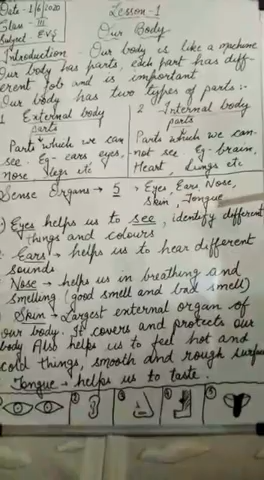 Date - 1/6/2020
Class - III
Subject - EVS
Lesson - 1
Our Body
Introduction - Our body is like a machine
Our body has parts, each part has diff-
erent job and is important
Our body has two types of parts :-
1 External body
parts
Parts which we can
see. Eg - ears, eyes,
Nose, legs etc
2 Internal body
parts
Parts which we can-
not see Eg - brain,
Heart, lungs etc
Sense Organs → 5 → Eyes, Ears, Nose,
Skin, Tongue
Eyes helps us to see, identify different
things and colours
Ears → helps us to hear different
sounds
Nose → helps us in breathing and
smelling (good smell and bad smell)
Skin → Largest external organ of
our body. It covers and protects our
body Also helps us to feel hot and
cold things, smooth and rough surface
Tongue → helps us to taste.